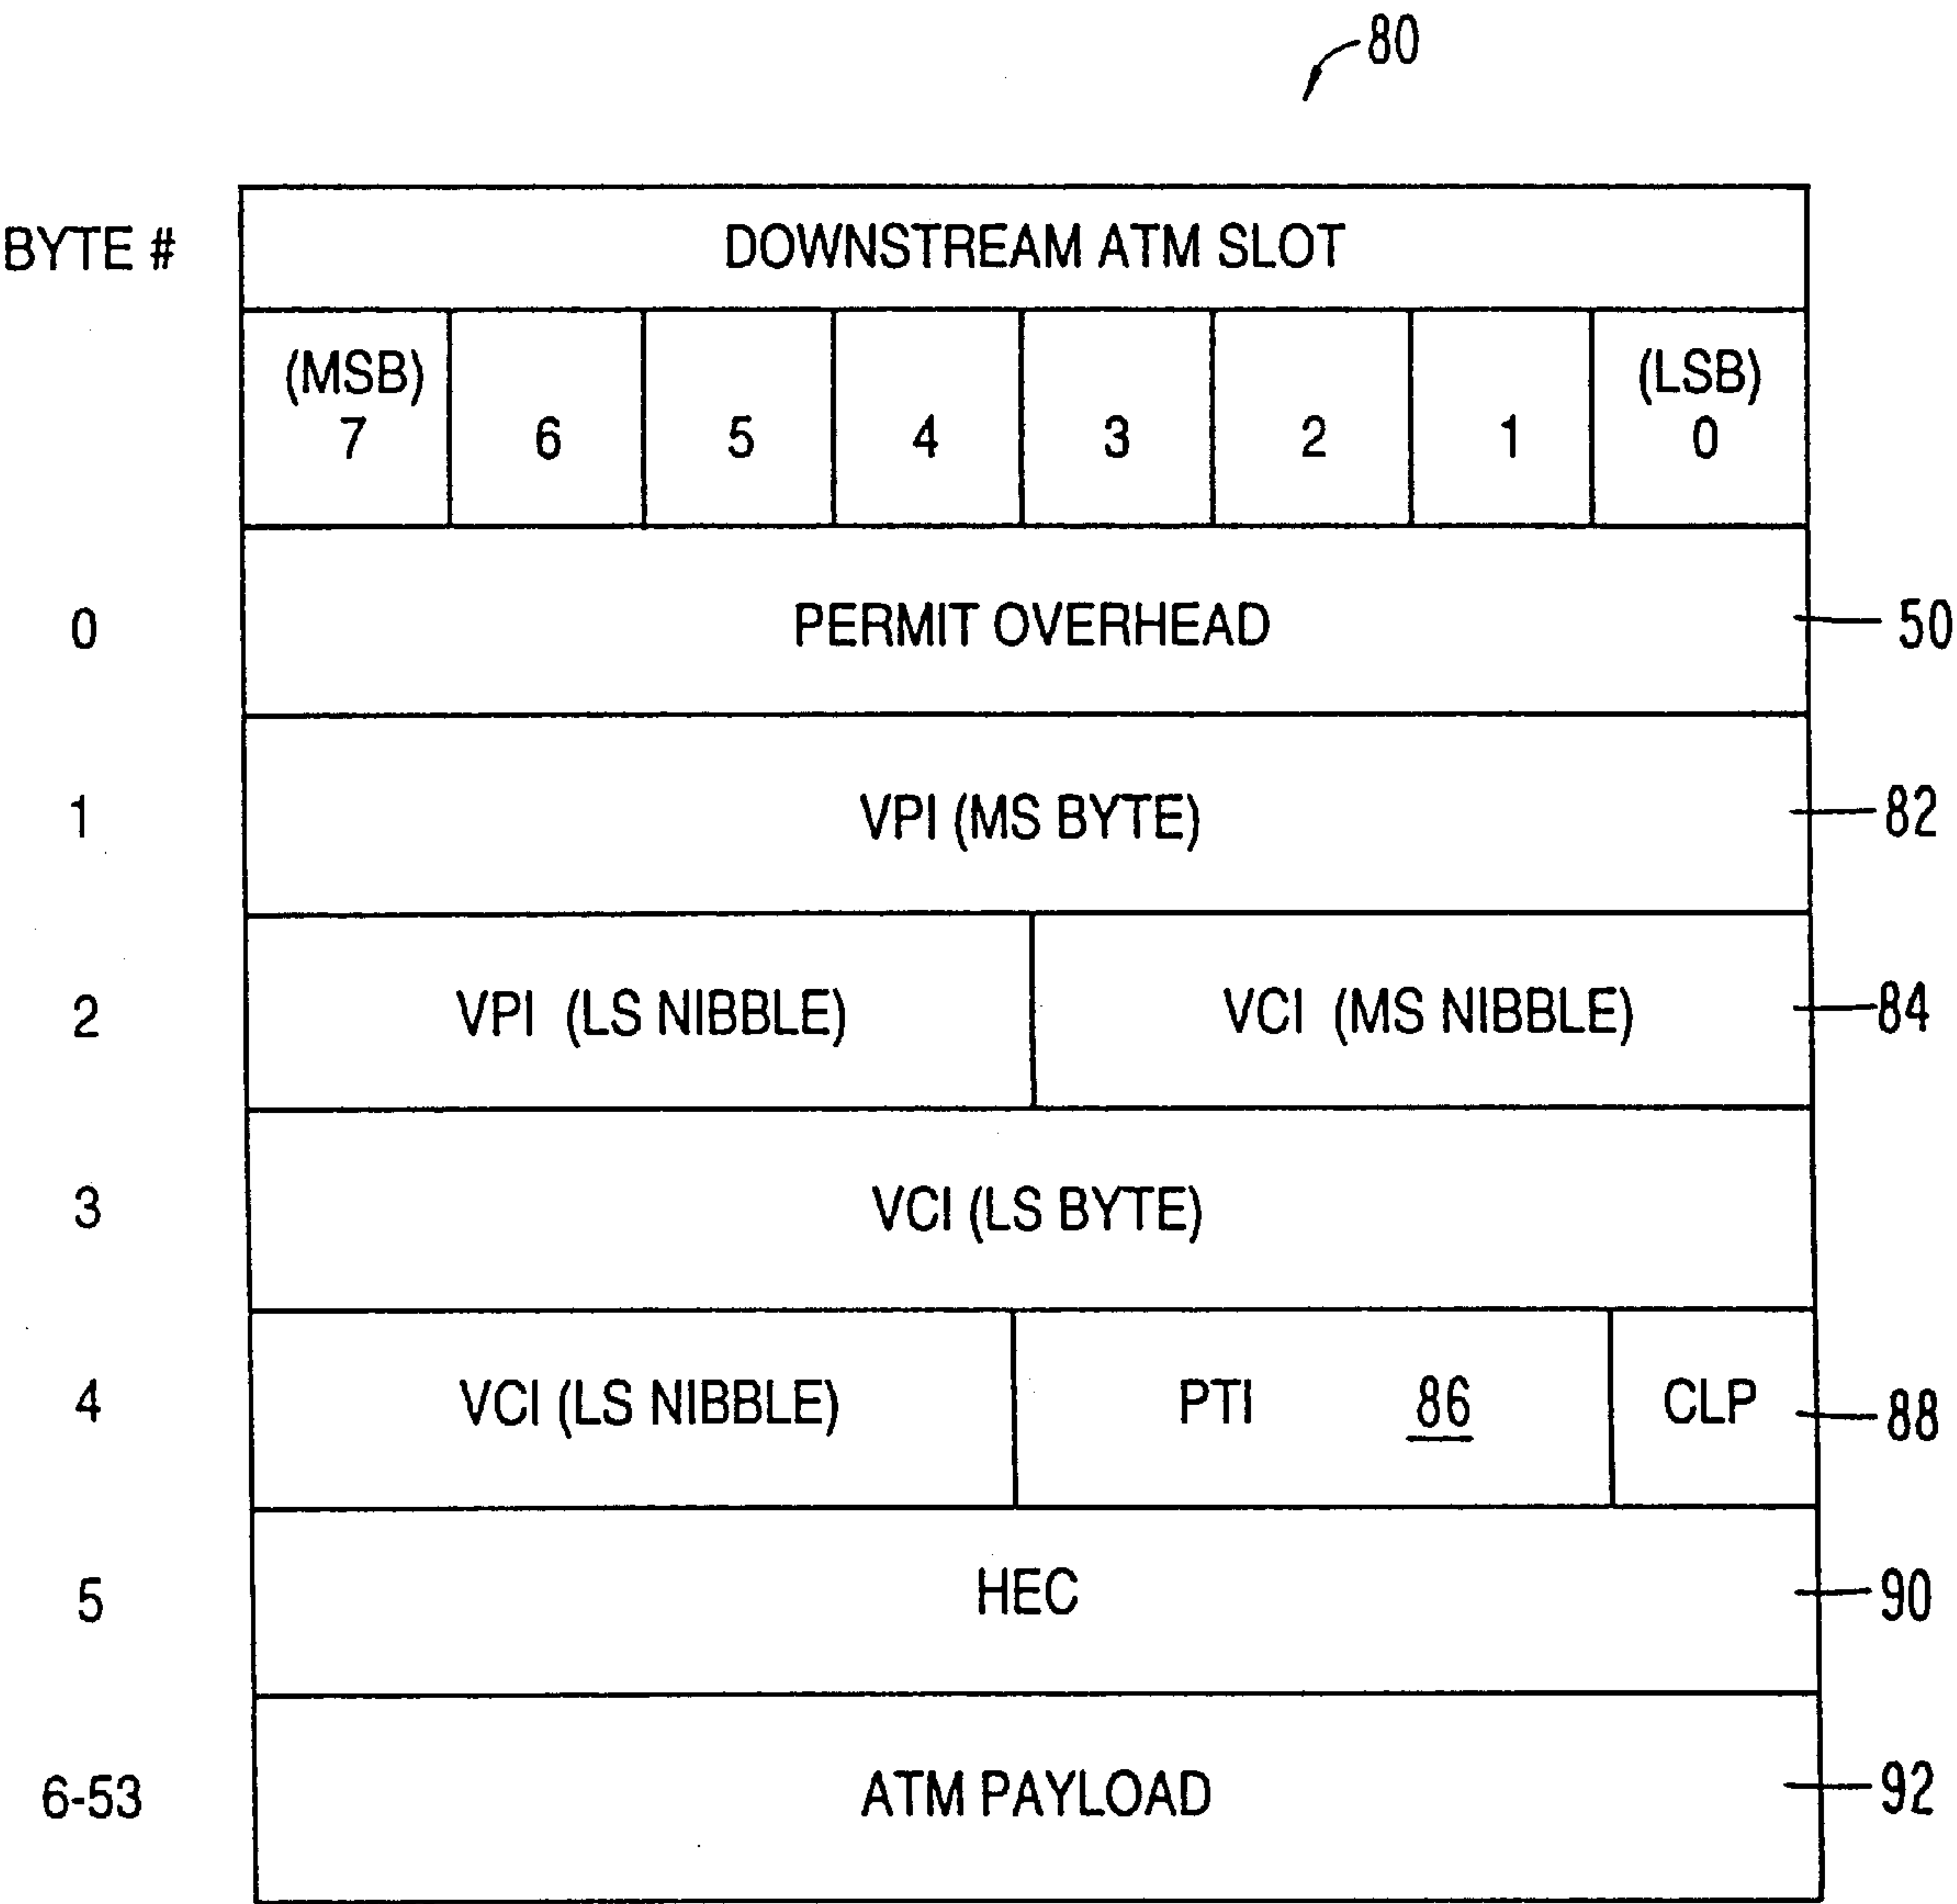 80
BYTE #
DOWNSTREAM ATM SLOT
(MSB) (LSB)
7 6 5 4 3 2 1 0
0 PERMIT OVERHEAD 50
1 VPI (MS BYTE) 82
2 VPI (LS NIBBLE) VCI (MS NIBBLE) 84
3 VCI (LS BYTE)
4 VCI (LS NIBBLE) PTI 86 CLP 88
5 HEC 90
6-53 ATM PAYLOAD 92